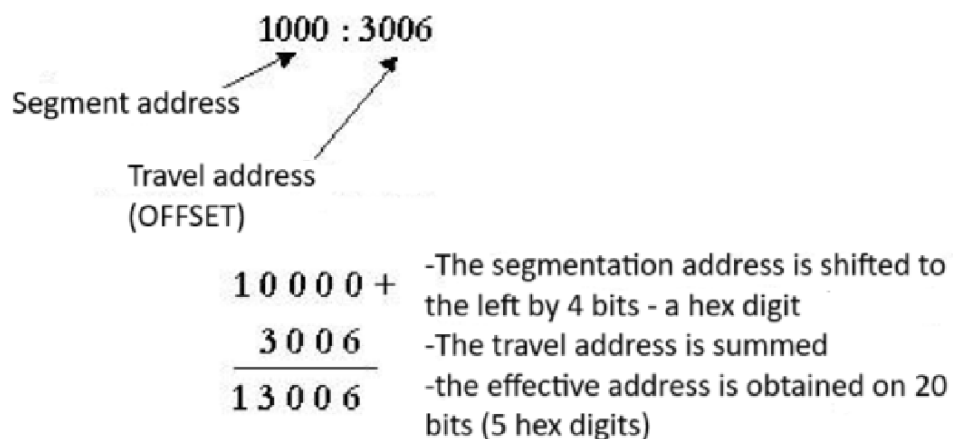 1000 : 3006
Segment address
Travel address
(OFFSET)
10000 +
3006
13006
-The segmentation address is shifted to
the left by 4 bits - a hex digit
-The travel address is summed
-the effective address is obtained on 20
bits (5 hex digits)